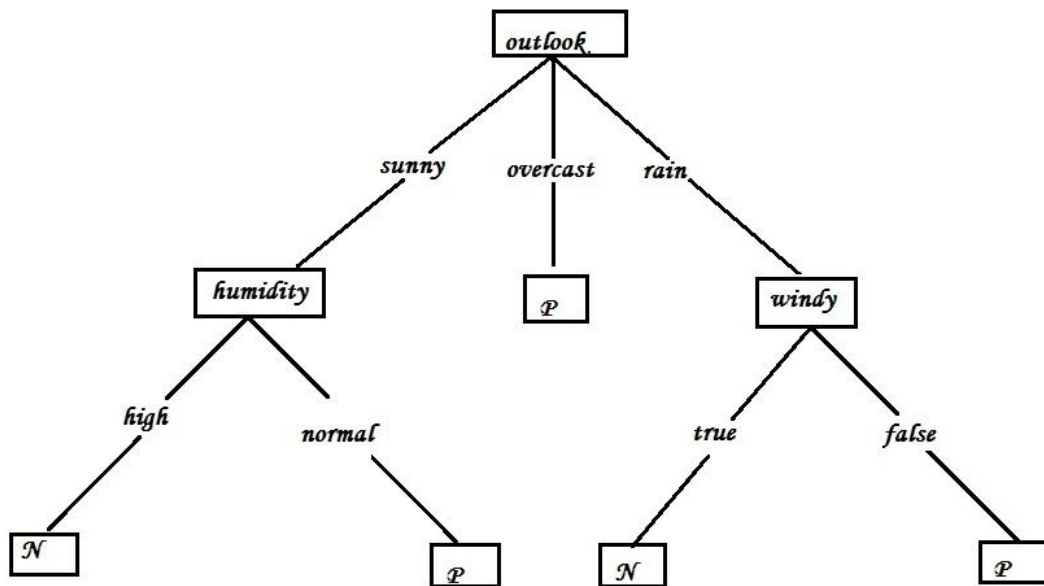 outlook
sunny overcast rain
humidity P windy
high normal true false
N P N P